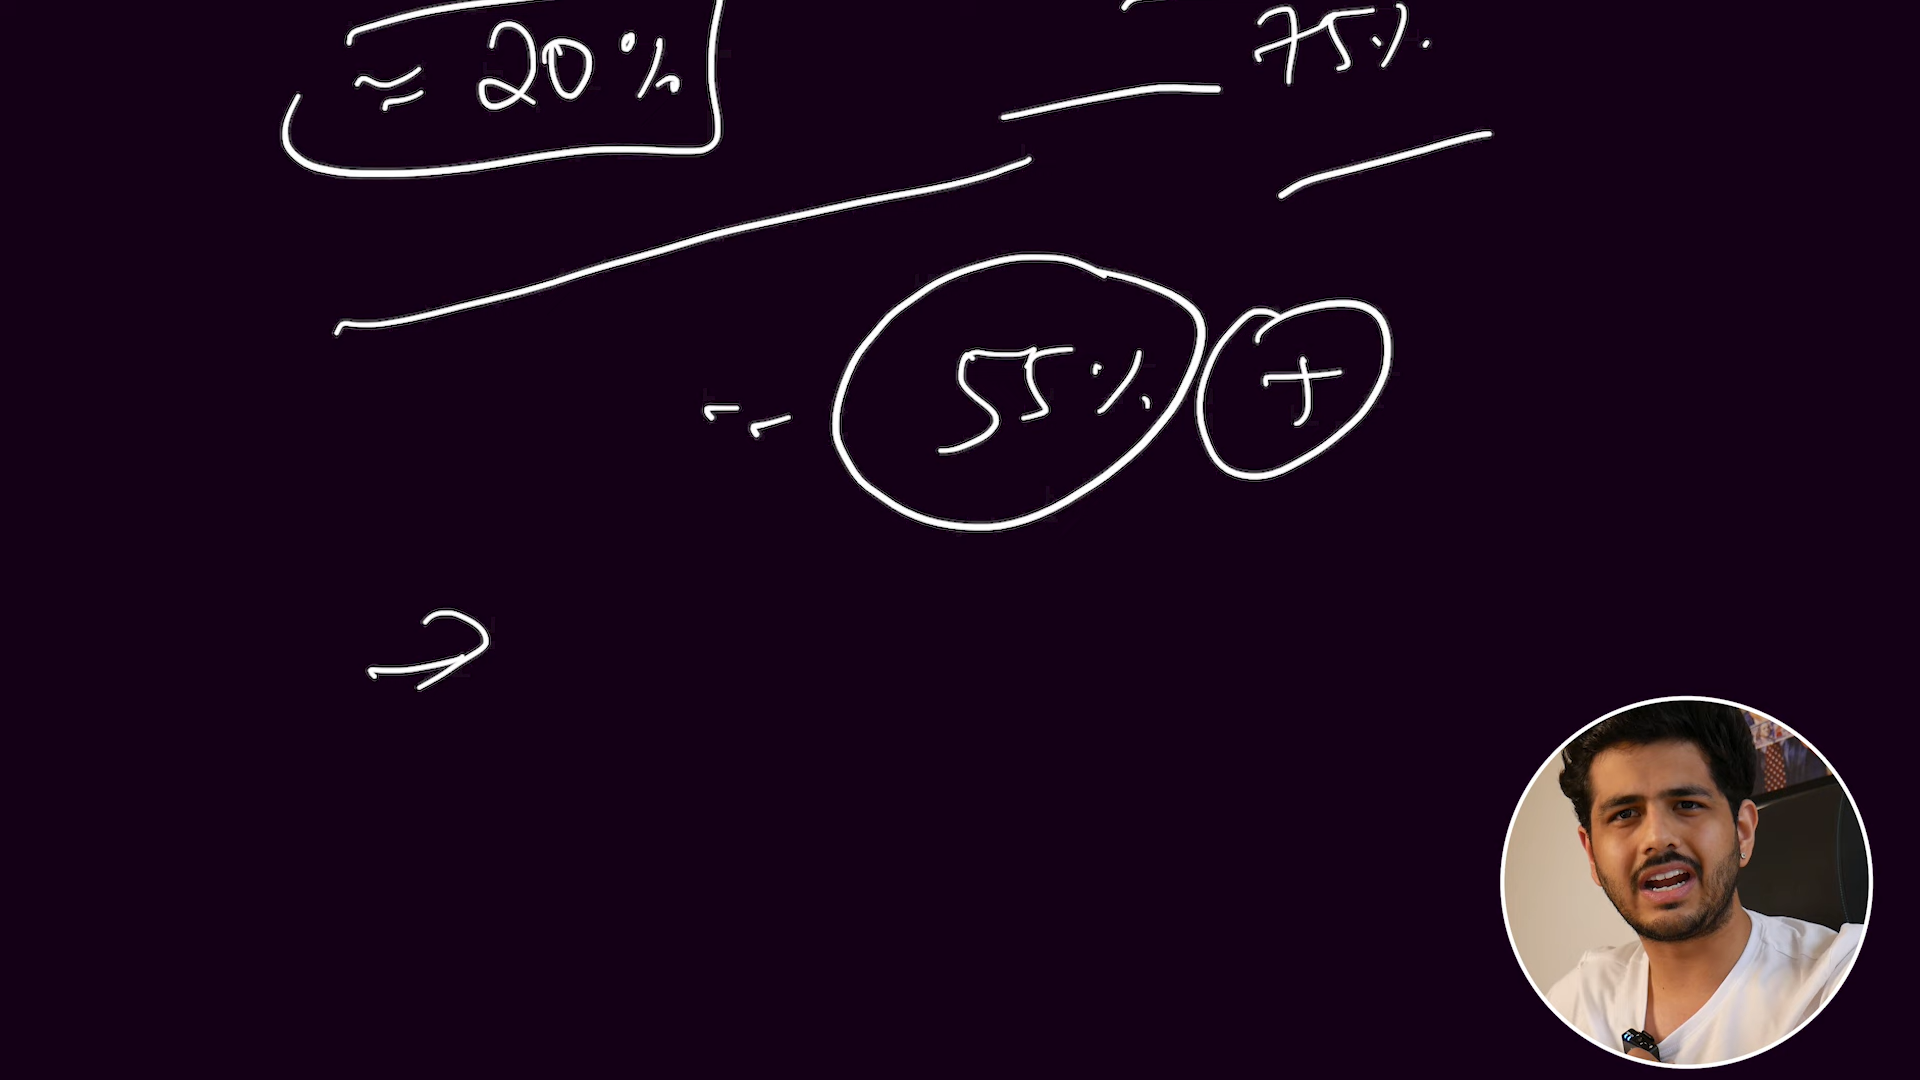 ≈ 20%
75%
55% +
→